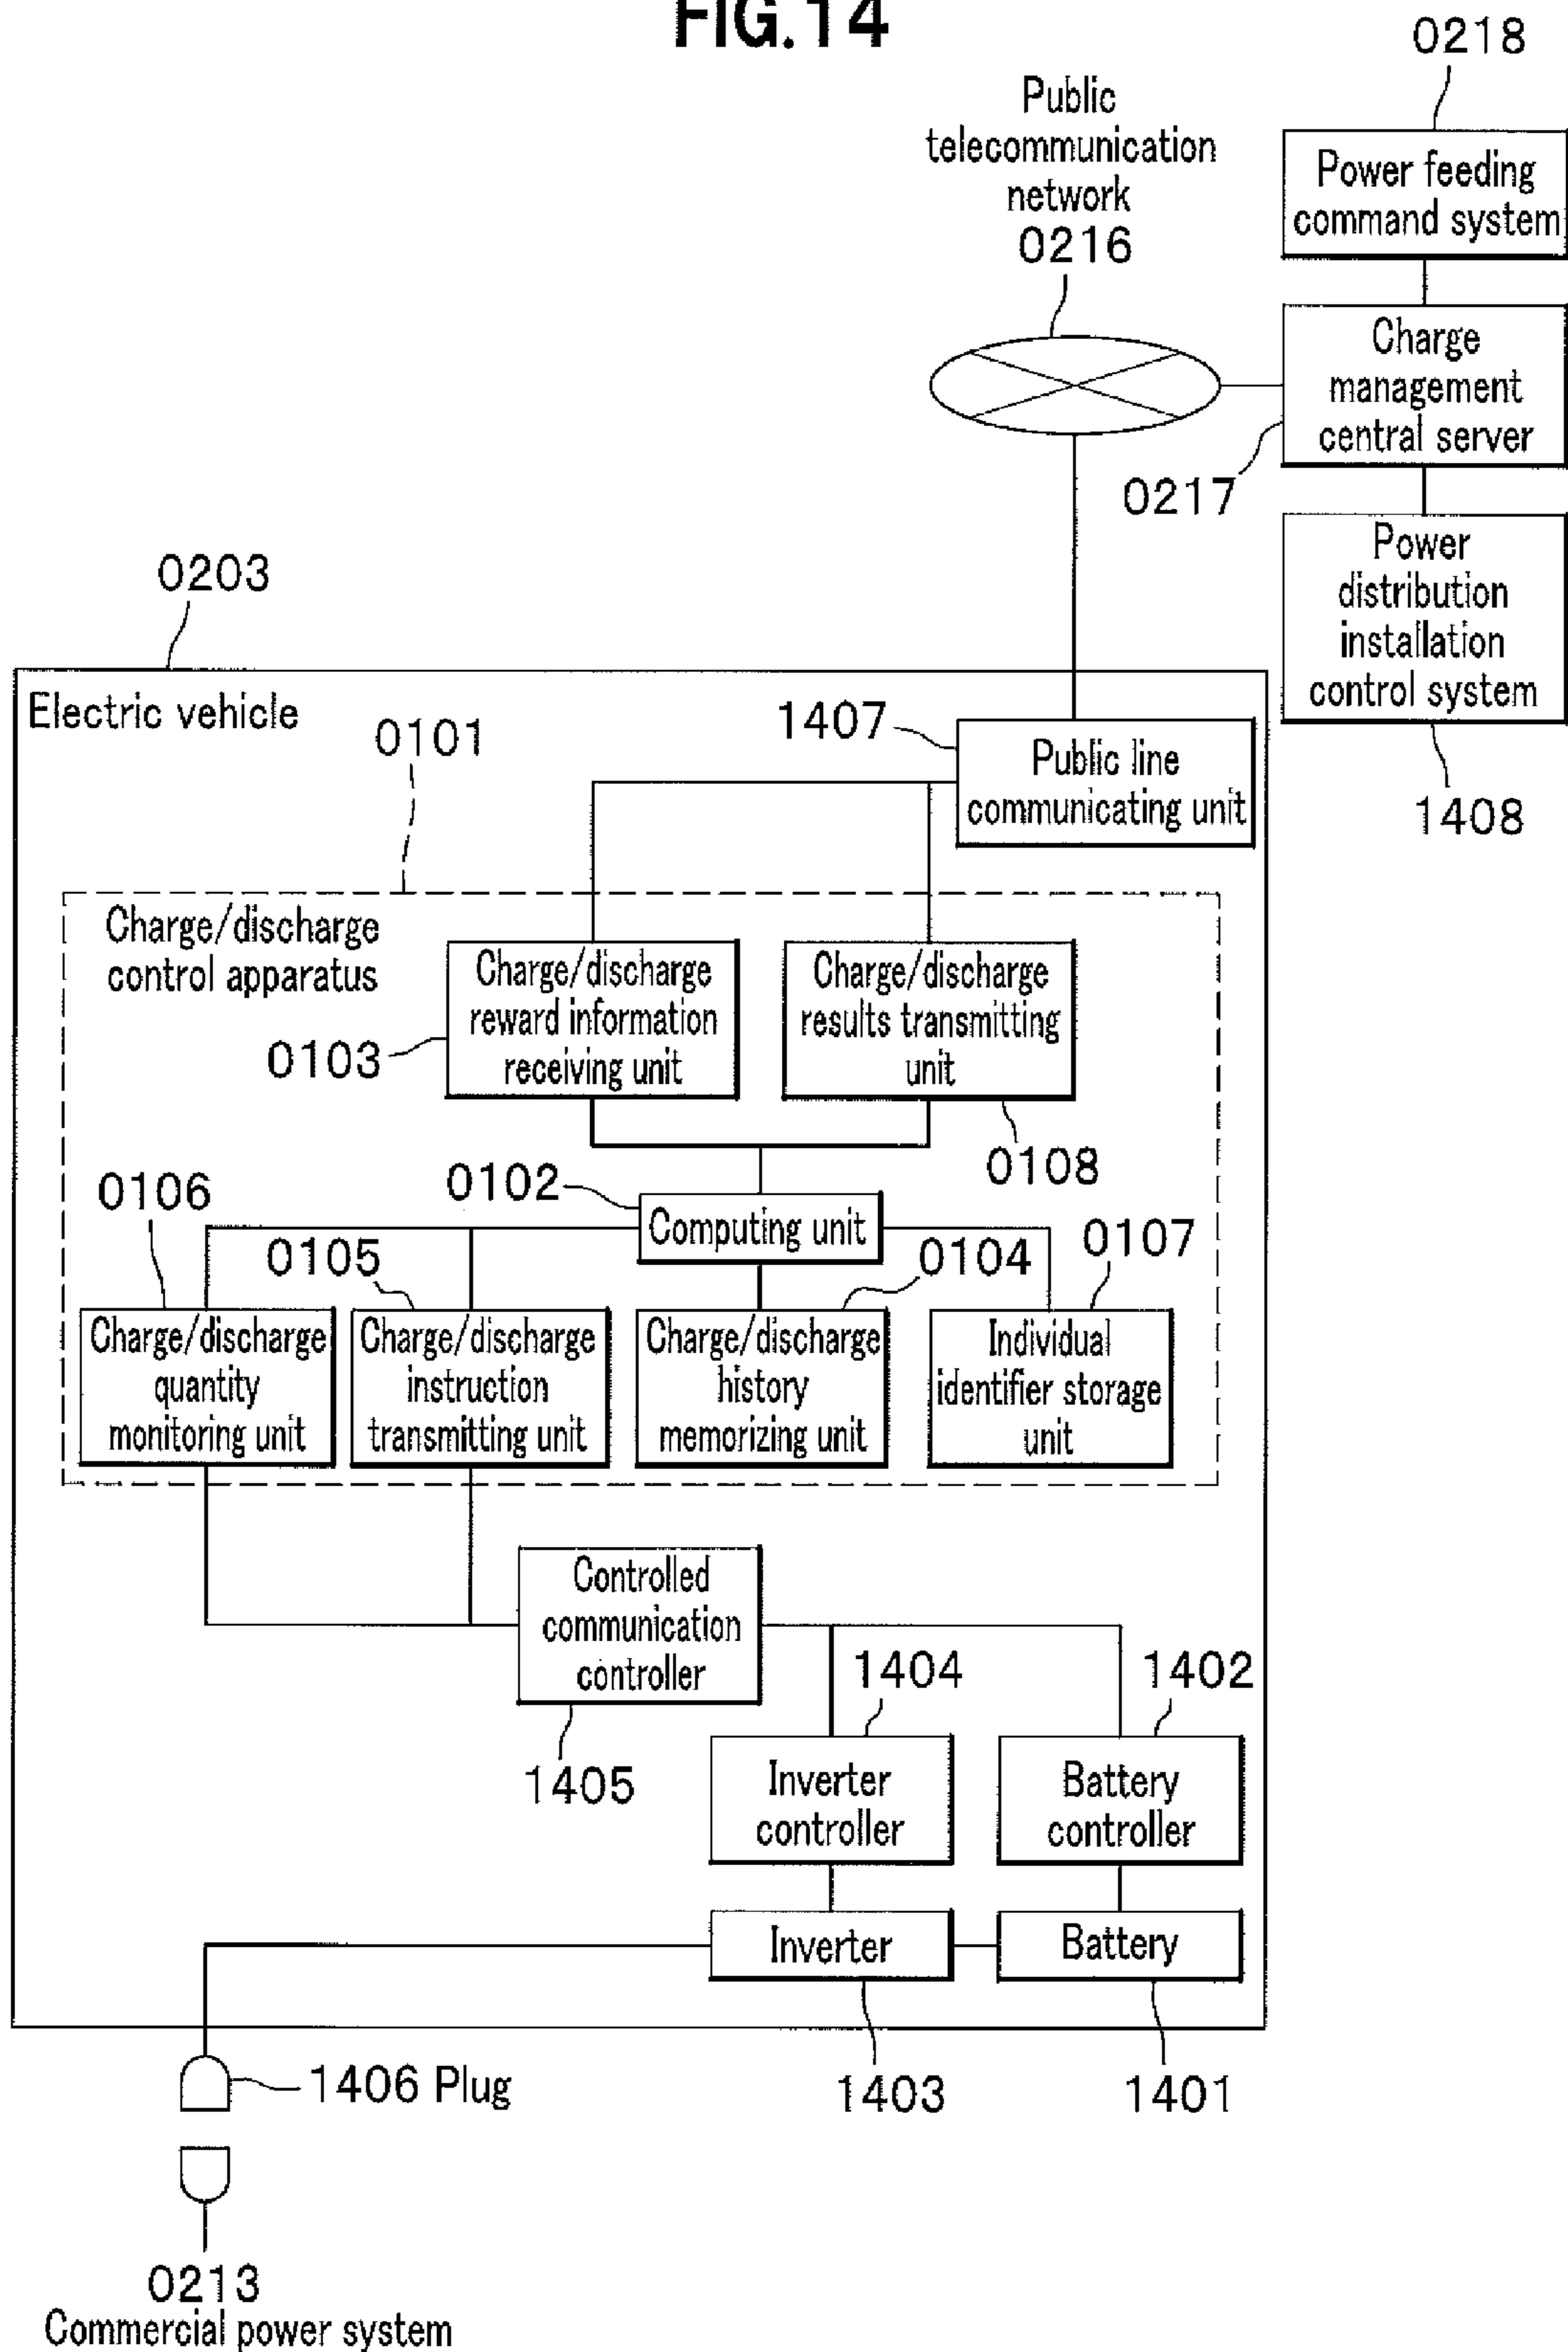 FIG.14
0218
Public
telecommunication
network
0216
Power feeding
command system
Charge
management
central server
0217
Power
distribution
installation
control system
1408
0203
Electric vehicle
0101
1407
Public line
communicating unit
Charge/discharge
control apparatus
Charge/discharge
reward information
receiving unit
0103
Charge/discharge
results transmitting
unit
0108
0102
Computing unit
0106
0105
0104
0107
Charge/discharge
quantity
monitoring unit
Charge/discharge
instruction
transmitting unit
Charge/discharge
history
memorizing unit
Individual
identifier storage
unit
Controlled
communication
controller
1405
1404
1402
Inverter
controller
Battery
controller
Inverter
Battery
1403
1401
1406 Plug
0213
Commercial power system